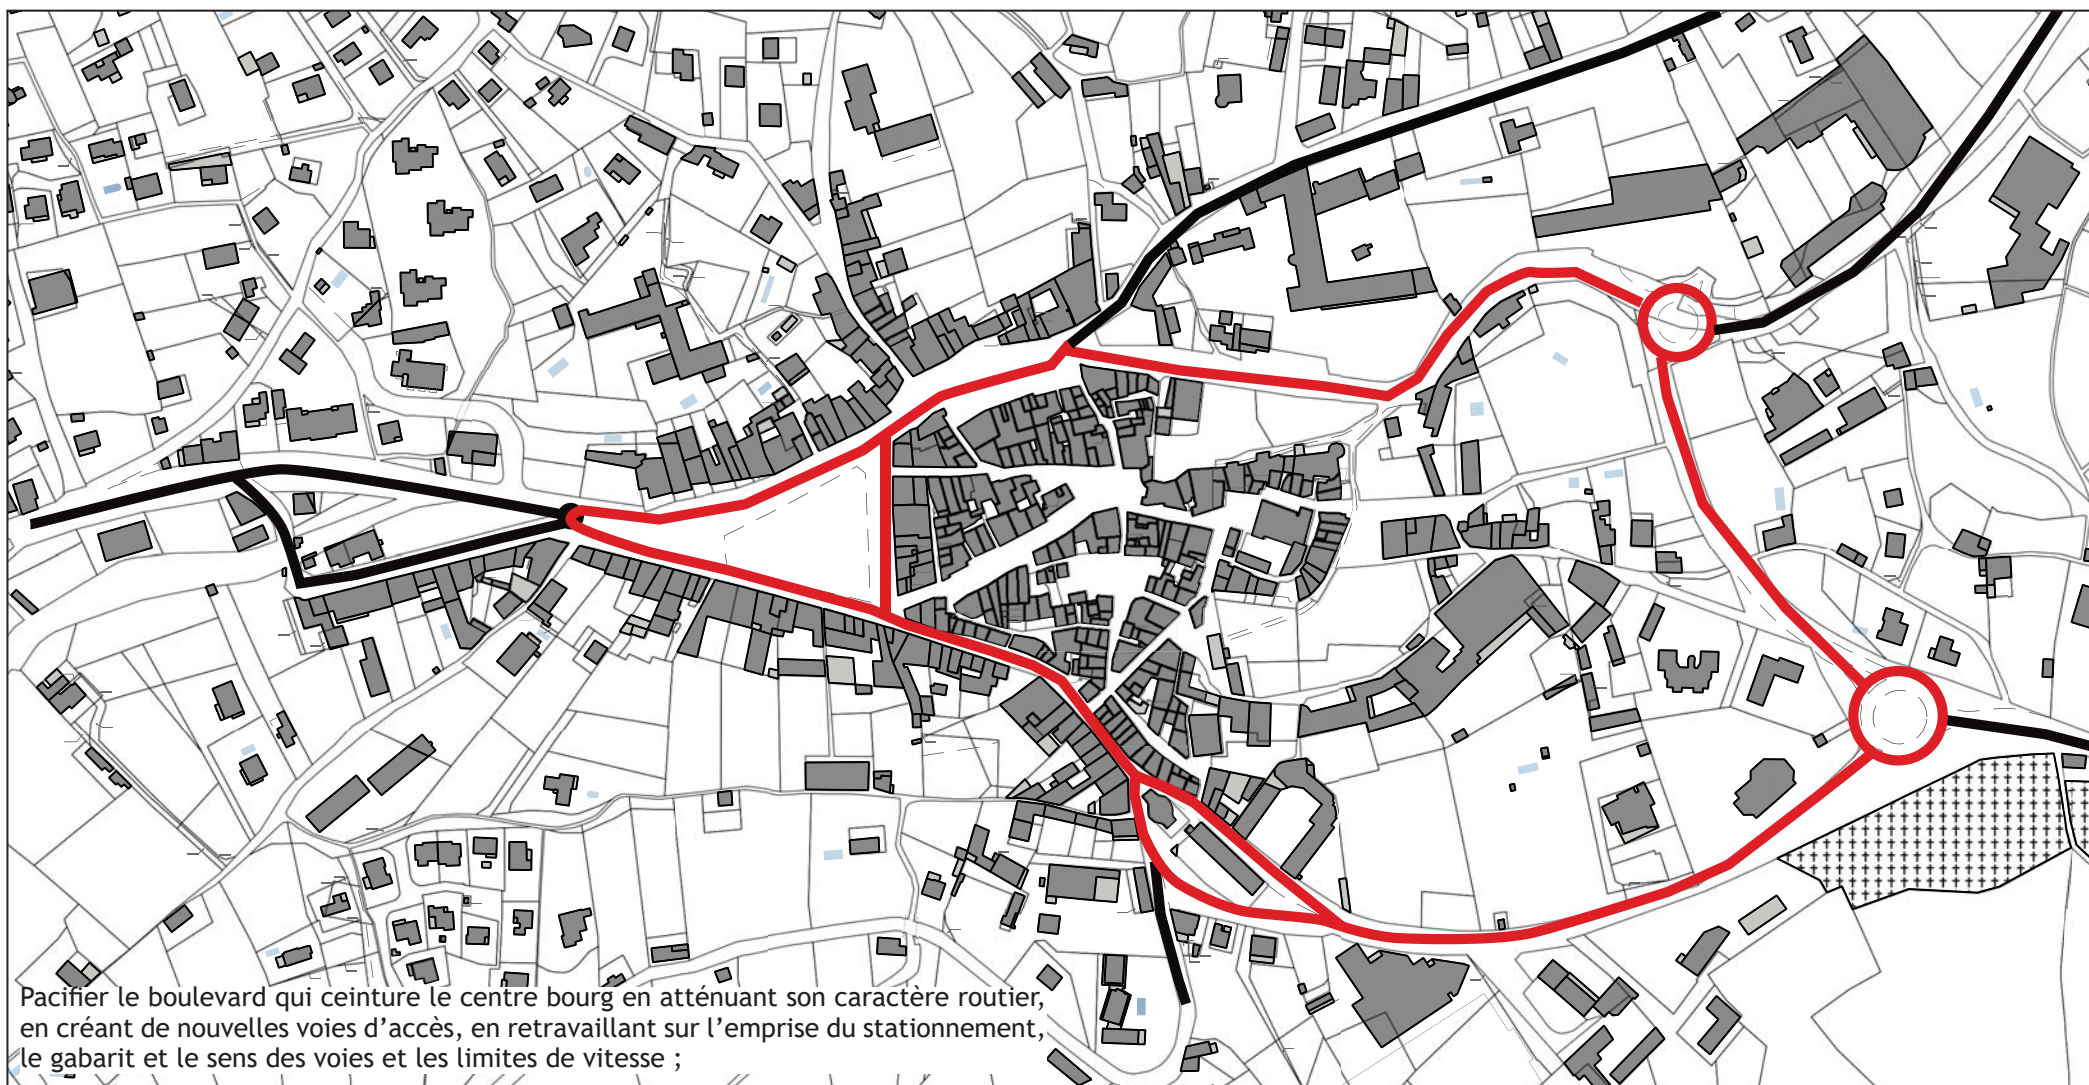 Pacifier le boulevard qui ceinture le centre bourg en atténuant son caractère routier,
en créant de nouvelles voies d’accès, en retravaillant sur l’emprise du stationnement,
le gabarit et le sens des voies et les limites de vitesse ;